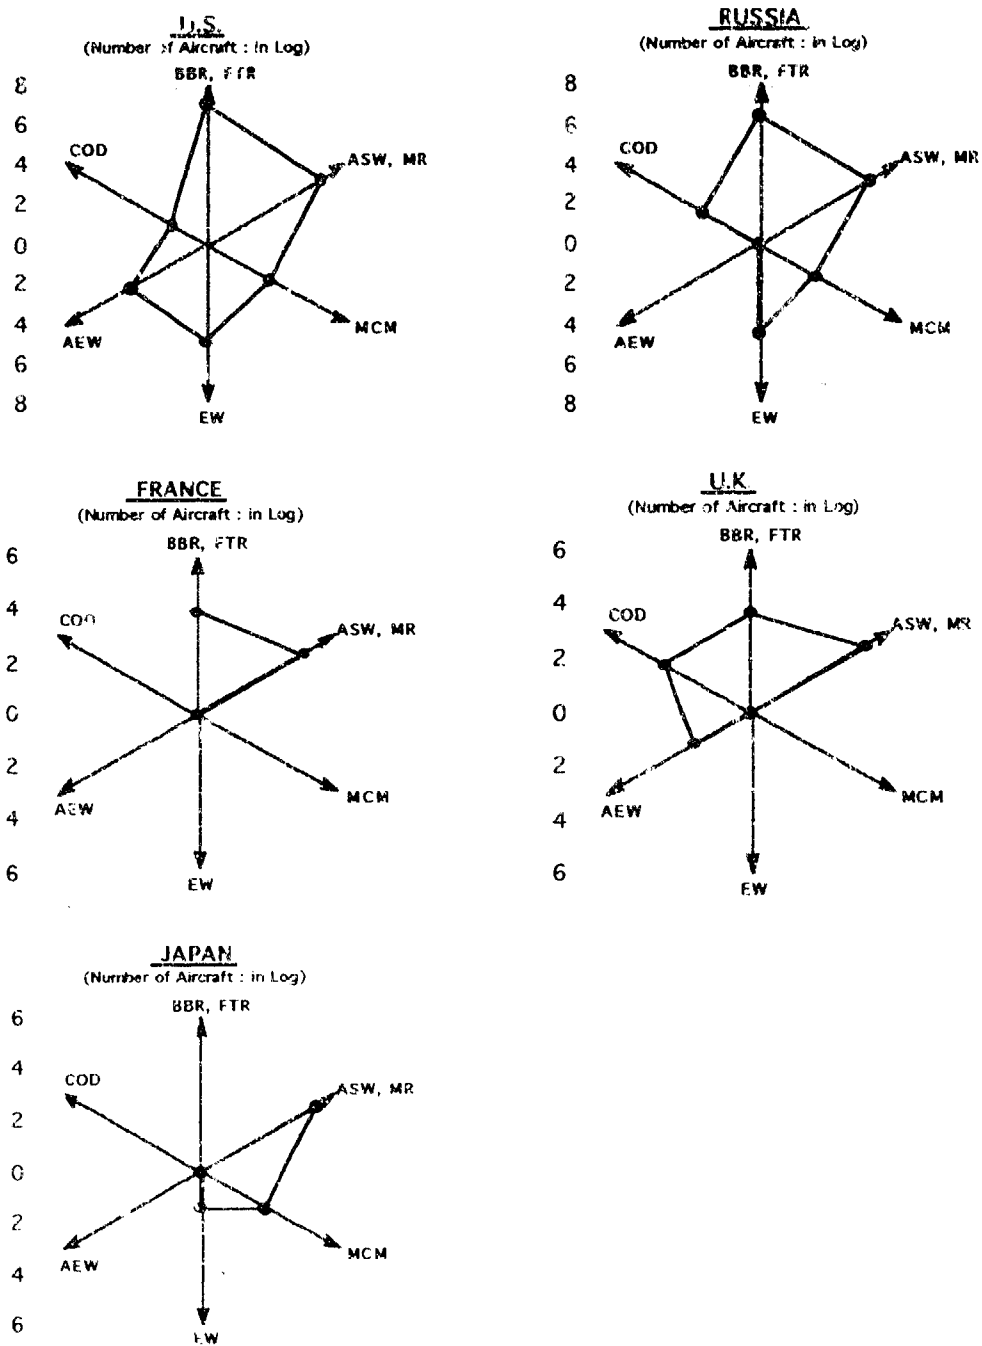 U.S.
(Number of Aircraft : in Log)
BBR, FTR
8
6
4
2
0
2
4
6
8
COD
ASW, MR
AEW
MCM
EW
RUSSIA
(Number of Aircraft : in Log)
BBR, FTR
8
6
4
2
0
2
4
6
8
COD
ASW, MR
AEW
MCM
EW
FRANCE
(Number of Aircraft : in Log)
BBR, FTR
6
4
2
0
2
4
6
COD
ASW, MR
AEW
MCM
EW
U.K.
(Number of Aircraft : in Log)
BBR, FTR
6
4
2
0
2
4
6
COD
ASW, MR
AEW
MCM
EW
JAPAN
(Number of Aircraft : in Log)
BBR, FTR
6
4
2
0
2
4
6
COD
ASW, MR
AEW
MCM
EW